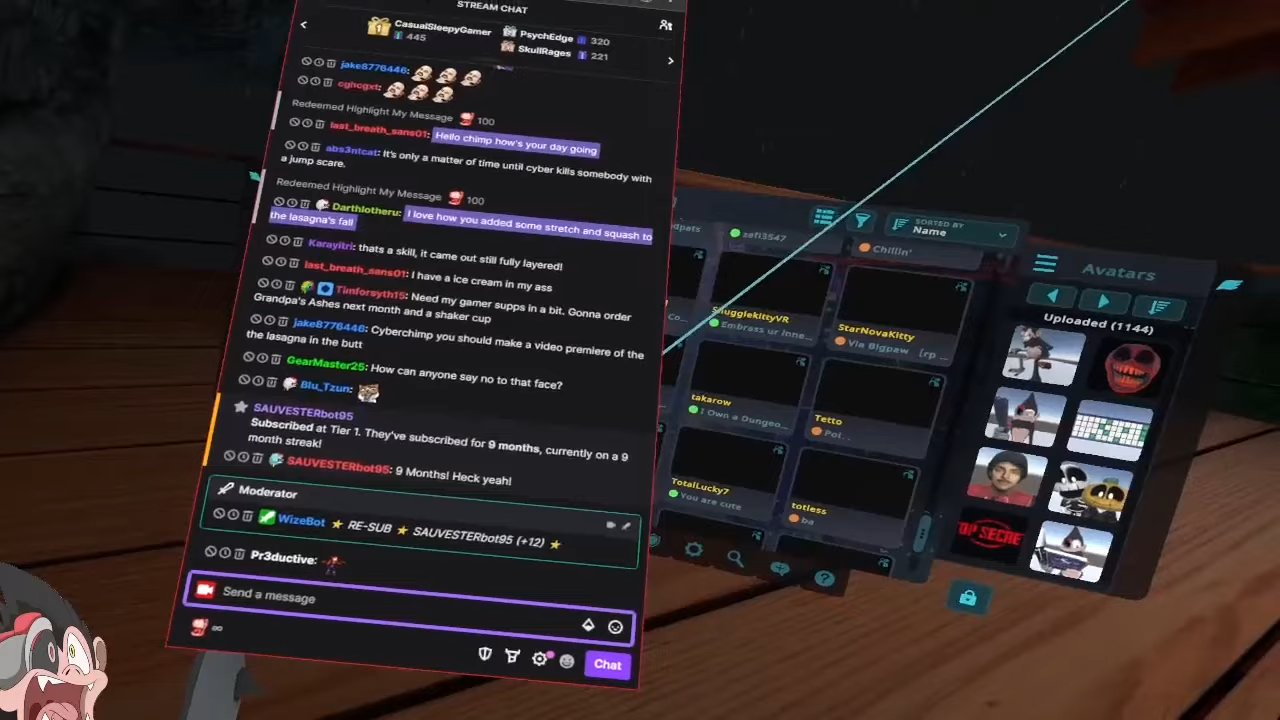 STREAM CHAT
CasualSleepyGamer
445
PsychEdge 320
SkullRages 221
jake8776446:
cghcgxt:
Redeemed Highlight My Message 100
last_breath_sans01: Hello chimp how's your day going
abs3ntcat: It's only a matter of time until cyber kills somebody with
a jump scare.
Redeemed Highlight My Message 100
Darthlotheru: I love how you added some stretch and squash to
the lasagna's fall
Karayitri: thats a skill, it came out still fully layered!
last_breath_sans01: I have a ice cream in my ass
Timforsyth15: Need my gamer supps in a bit. Gonna order
Grandpa's Ashes next month and a shaker cup
jake8776446: Cyberchimp you should make a video premiere of the
the lasagna in the butt
GearMaster25: How can anyone say no to that face?
Blu_Tzun:
SAUVESTERbot95
Subscribed at Tier 1. They've subscribed for 9 months, currently on a 9
month streak!
SAUVESTERbot95: 9 Months! Heck yeah!
Moderator
WizeBot ★ RE-SUB ★ SAUVESTERbot95 (+12) ★
Pr3ductive:
Send a message
∞
Chat
zefi3547
Chillin'
SORTED BY
Name
SnugglekittyVR
Embrass ur Inne...
StarNovaKitty
Via Bigpaw [rp ...
takarow
I Own a Dungeo...
Tetto
Pol...
TotalLucky7
You are cute
totless
ba
Avatars
Uploaded (1144)